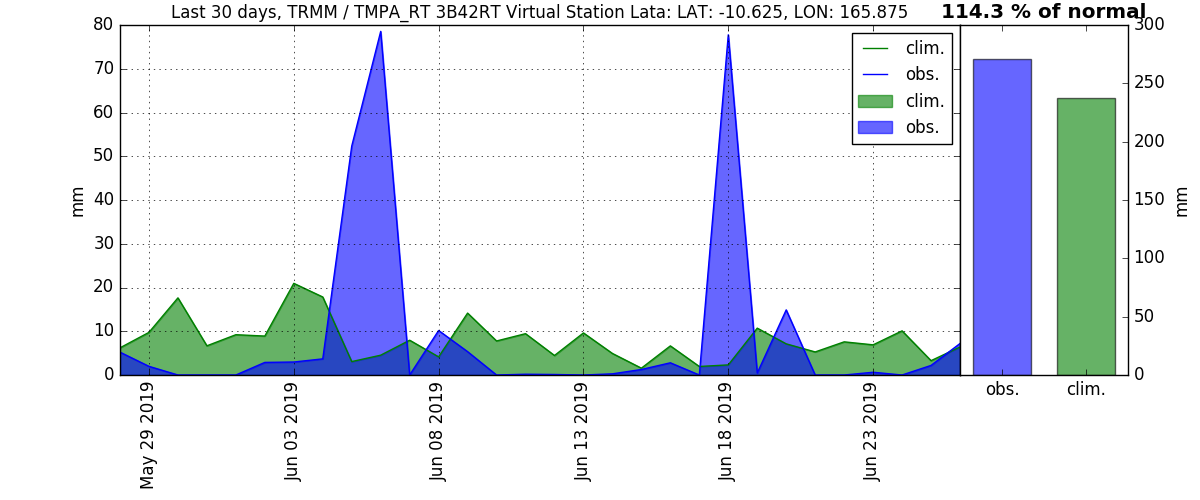 Last 30 days, TRMM / TMPA_RT 3B42RT Virtual Station Lata: LAT: -10.625, LON: 165.875
114.3 % of normal
80
70
60
50
40
30
20
10
0
mm
clim.
obs.
clim.
obs.
300
250
200
150
100
50
0
mm
May 29 2019
Jun 03 2019
Jun 08 2019
Jun 13 2019
Jun 18 2019
Jun 23 2019
obs.
clim.